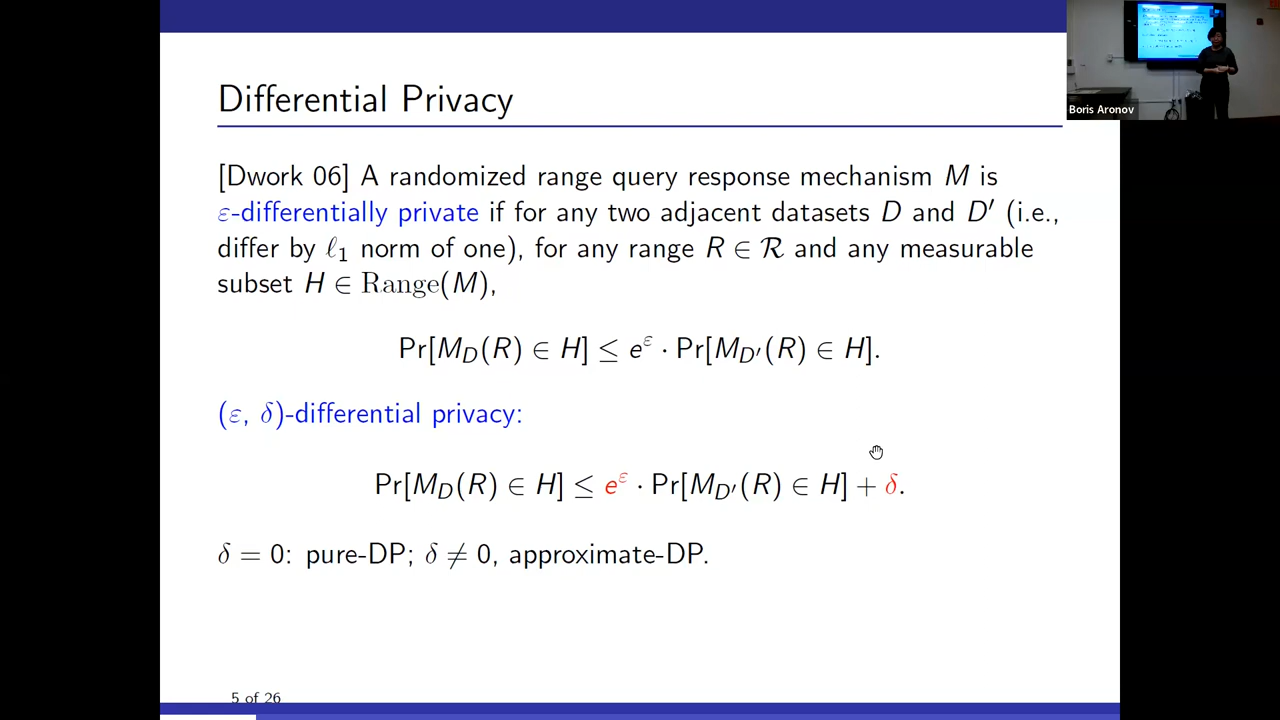 Differential Privacy
[Dwork 06] A randomized range query response mechanism M is
ε-differentially private if for any two adjacent datasets D and D′ (i.e.,
differ by ℓ₁ norm of one), for any range R ∈ ℛ and any measurable
subset H ∈ Range(M),
Pr[M_D(R) ∈ H] ≤ e^ε · Pr[M_D′(R) ∈ H].
(ε, δ)-differential privacy:
Pr[M_D(R) ∈ H] ≤ e^ε · Pr[M_D′(R) ∈ H] + δ.
δ = 0: pure-DP; δ ≠ 0, approximate-DP.
5 of 26
Boris Aronov